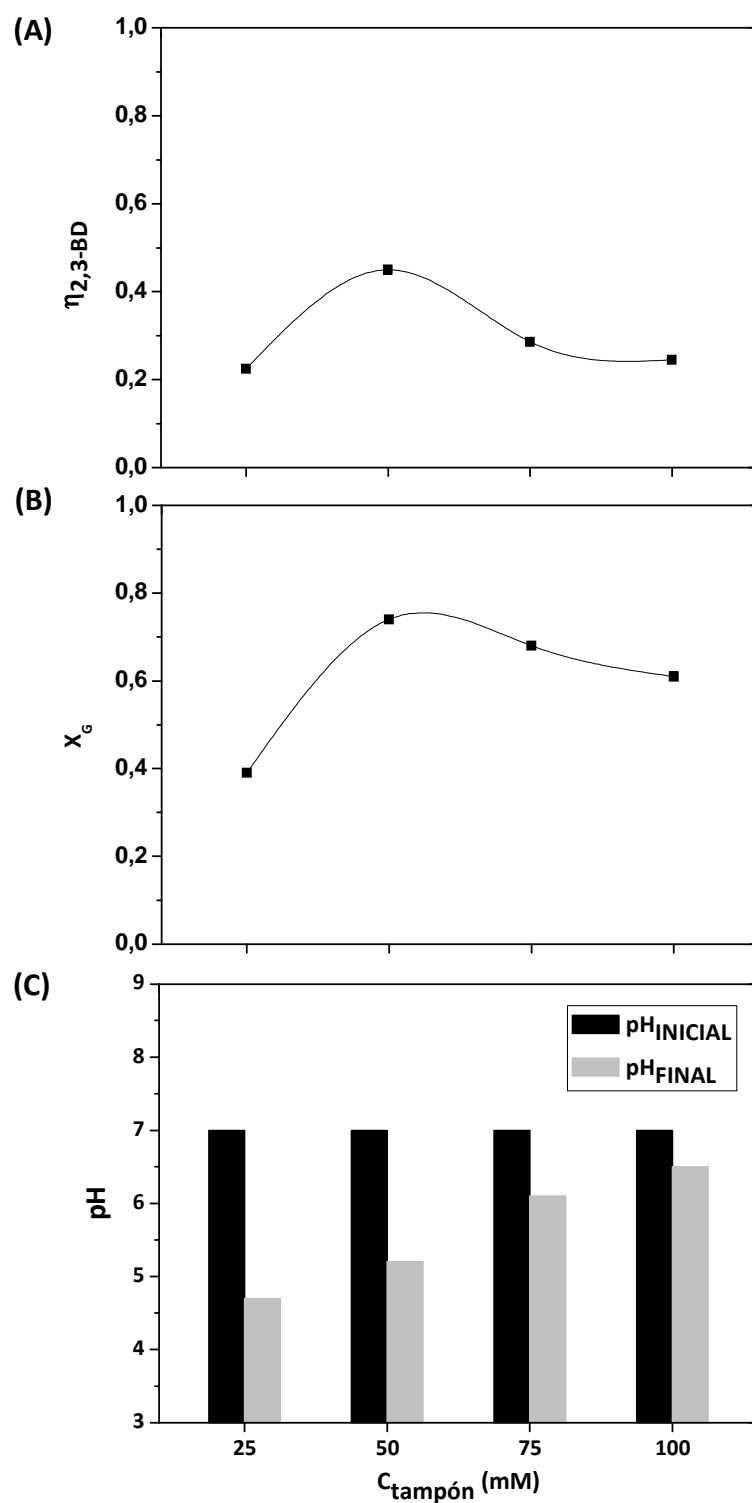 (A)
1,0
0,8
0,6
0,4
0,2
0,0
η2,3-BD
(B)
1,0
0,8
0,6
0,4
0,2
0,0
XG
(C)
9
8
7
6
5
4
3
pH
pHINICIAL
pHFINAL
25 50 75 100
Ctampón (mM)